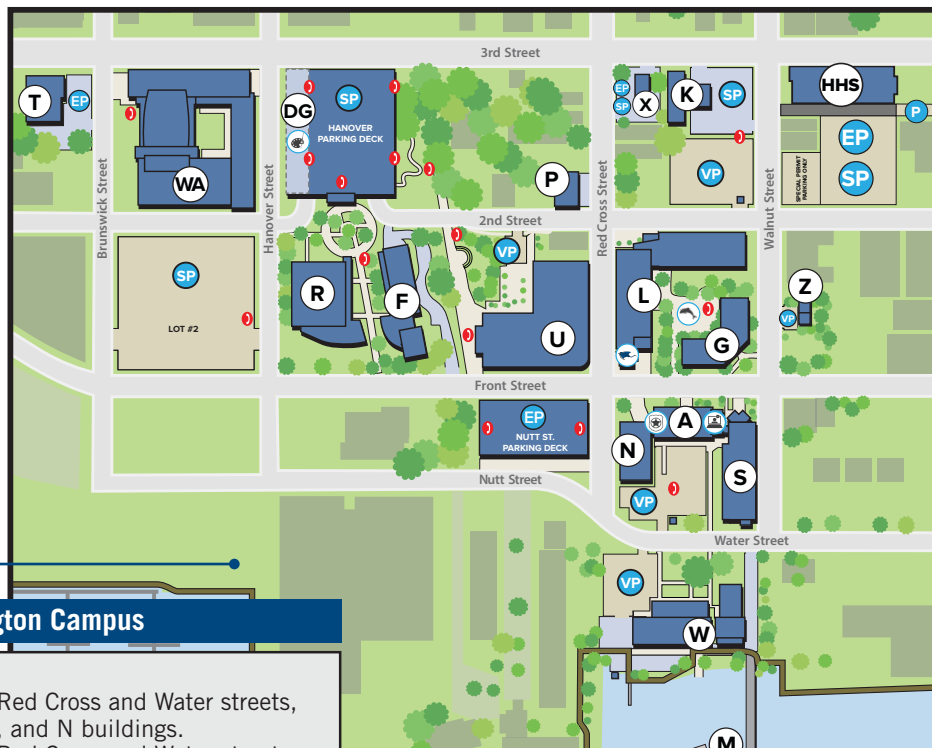 3rd Street
T
EP
WA
DG
SP
HANOVER
PARKING DECK
EP
SP
X
K
SP
HHS
P
EP
SP
SPECIAL PERMIT
PARKING ONLY
VP
P
Brunswick Street
Hanover Street
Red Cross Street
Walnut Street
2nd Street
SP
LOT #2
R
F
VP
U
L
G
Z
VP
Front Street
EP
NUTT ST.
PARKING DECK
A
N
S
VP
Nutt Street
Water Street
VP
W
M
gton Campus
Red Cross and Water streets,
, and N buildings.